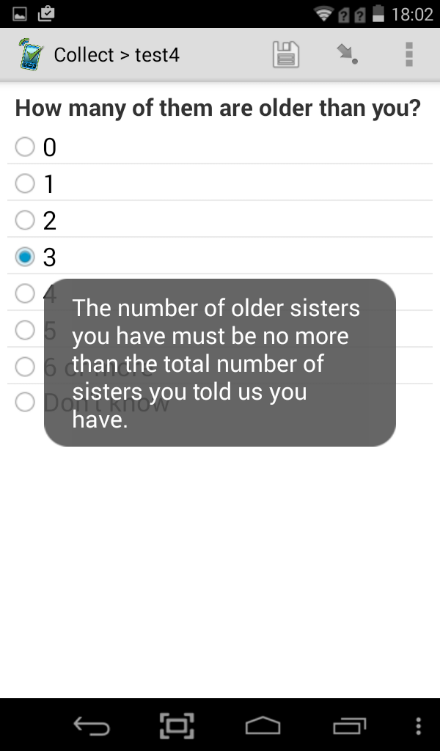 18:02
Collect > test4
How many of them are older than you?
0
1
2
3
4
5
6 or more
Don't know
The number of older sisters
you have must be no more
than the total number of
sisters you told us you
have.